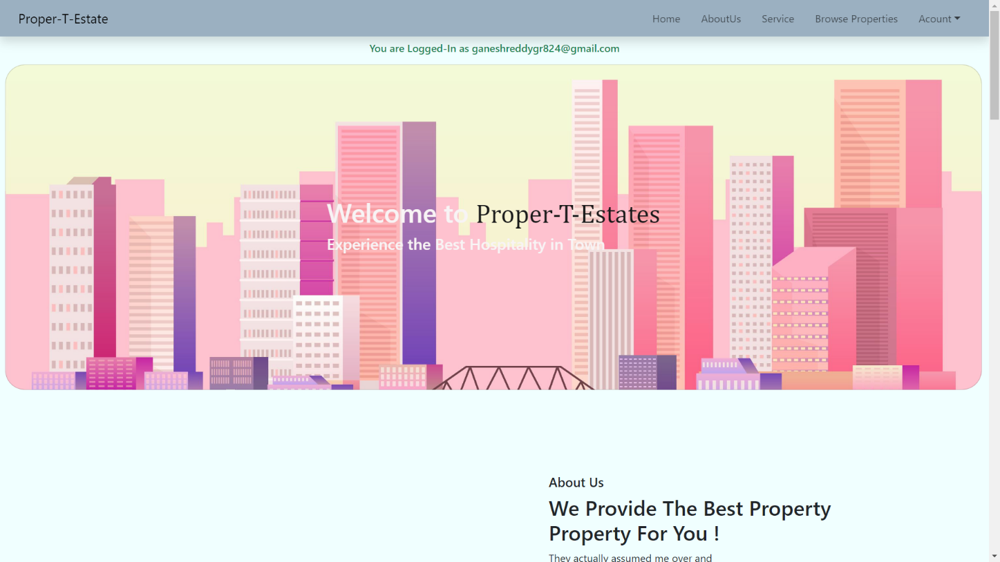 Proper-T-Estate
Home AboutUs Service Browse Properties Acount
You are Logged-In as ganeshreddygr824@gmail.com
Welcome to Proper-T-Estates
Experience the Best Hospitality in Town
About Us
We Provide The Best Property
Property For You !
They actually assumed me over and